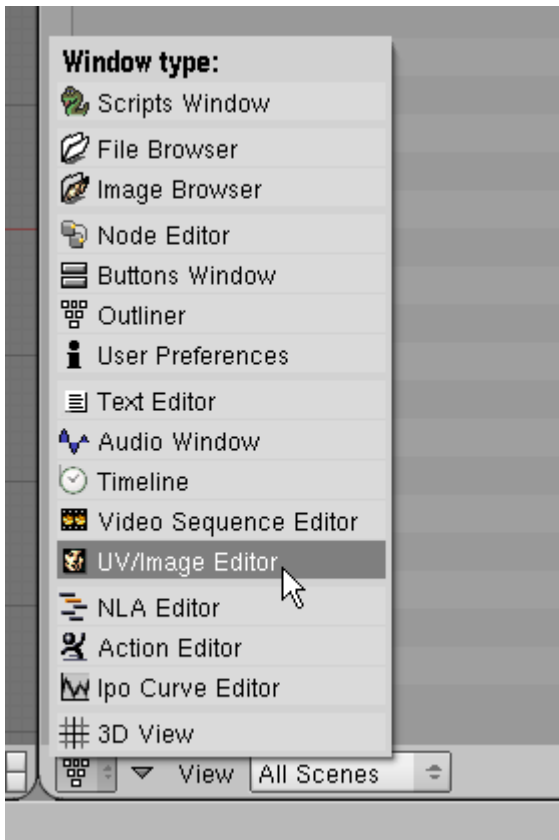 Window type:
Scripts Window
File Browser
Image Browser
Node Editor
Buttons Window
Outliner
User Preferences
Text Editor
Audio Window
Timeline
Video Sequence Editor
UV/Image Editor
NLA Editor
Action Editor
Ipo Curve Editor
3D View
View All Scenes